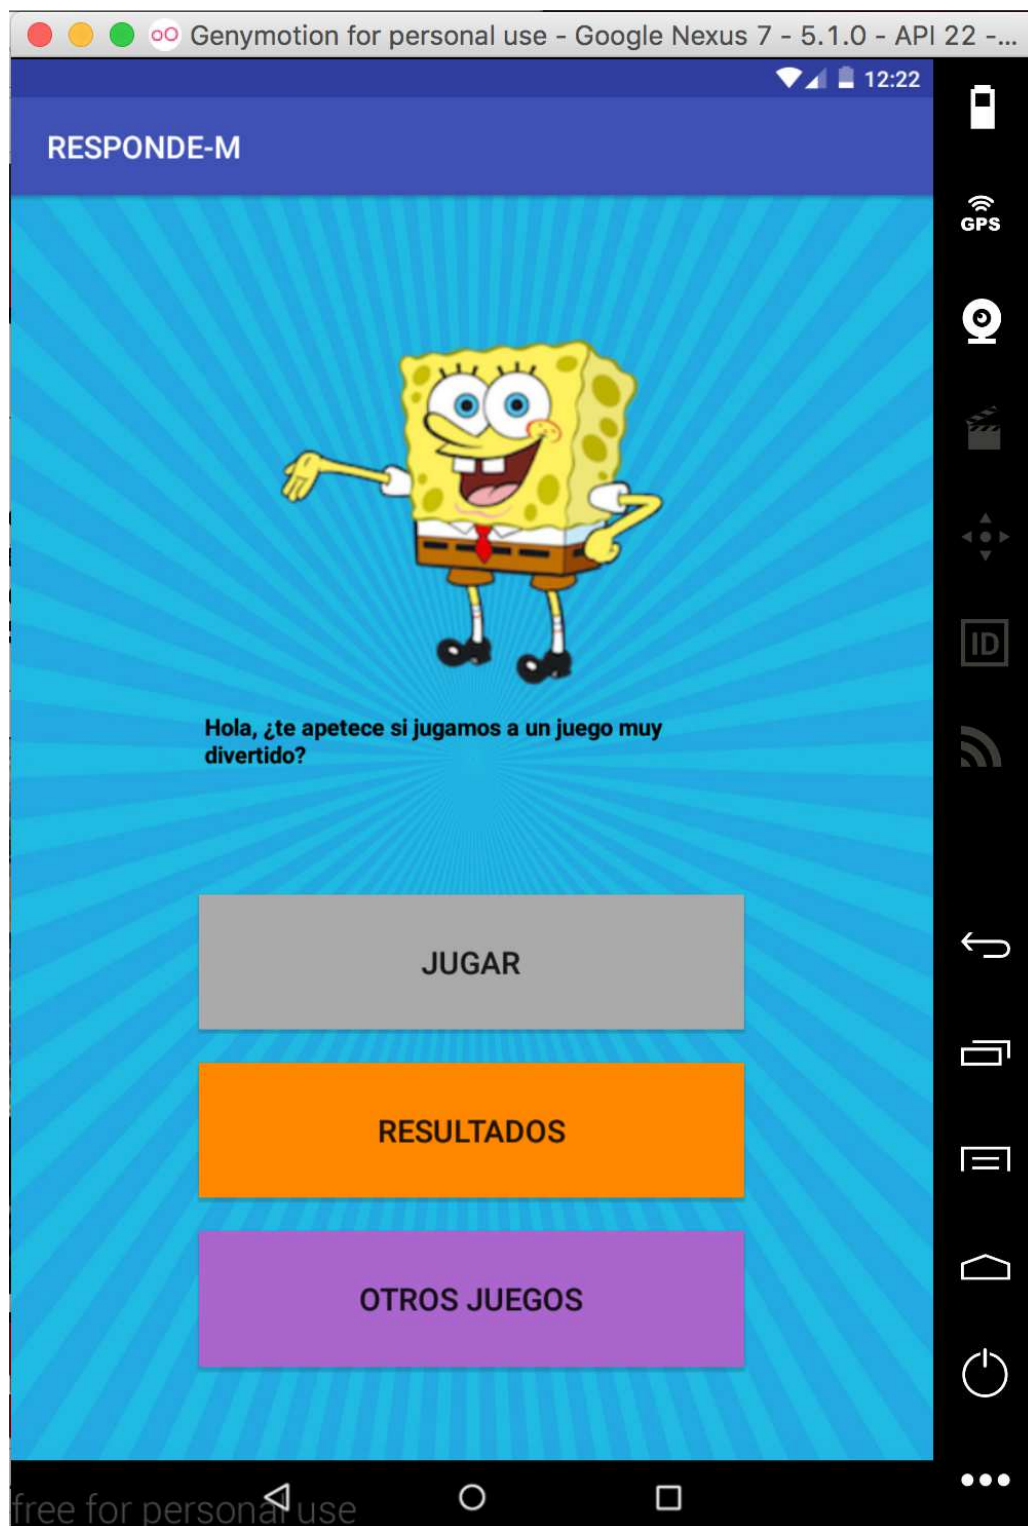 Genymotion for personal use - Google Nexus 7 - 5.1.0 - API 22 -...
12:22
RESPONDE-M
GPS
ID
Hola, ¿te apetece si jugamos a un juego muy
divertido?
JUGAR
RESULTADOS
OTROS JUEGOS
free for personal use